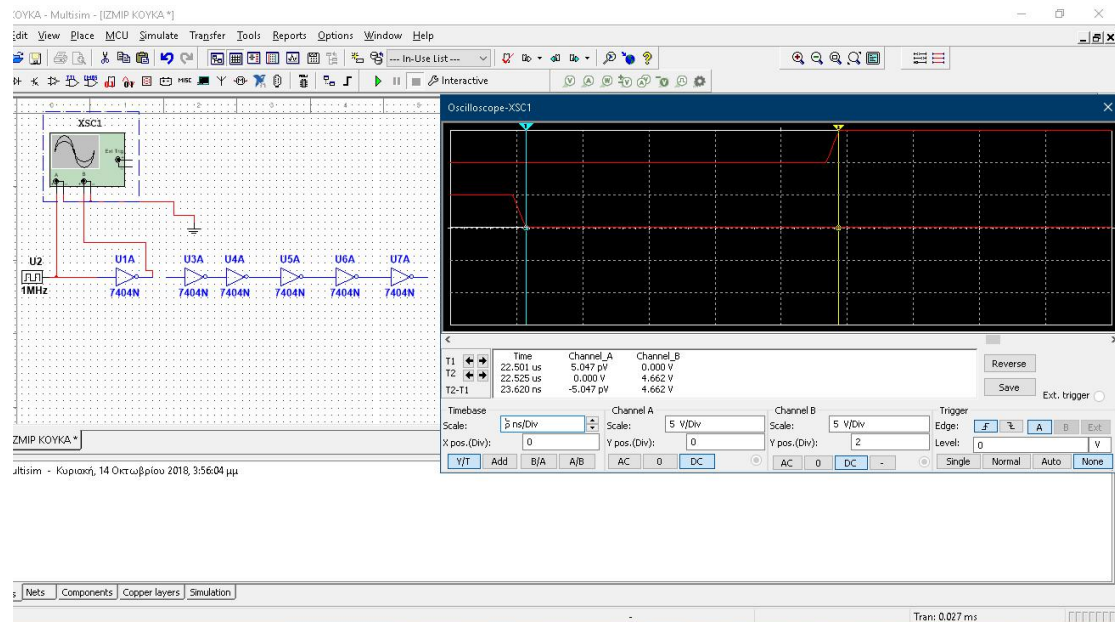 OYKA - Multisim - [IZMIP KOYKA *]
Edit View Place MCU Simulate Transfer Tools Reports Options Window Help
--- In-Use List ---
MISC
Interactive
XSC1
Ext Trig
A B
U2
1MHz
U1A U3A U4A U5A U6A U7A
7404N 7404N 7404N 7404N 7404N 7404N
Oscilloscope-XSC1
T1
T2
T2-T1
Time Channel_A Channel_B
22.501 us 5.047 pV 0.000 V
22.525 us 0.000 V 4.662 V
23.620 ns -5.047 pV 4.662 V
Reverse
Save
Ext. trigger
Timebase
Scale: 5 ns/Div
X pos.(Div): 0
Y/T Add B/A A/B
Channel A
Scale: 5 V/Div
Y pos.(Div): 0
AC 0 DC
Channel B
Scale: 5 V/Div
Y pos.(Div): 2
AC 0 DC -
Trigger
Edge: A B Ext
Level: 0 V
Single Normal Auto None
ZMIP KOYKA *
ultisim - Κυριακή, 14 Οκτωβρίου 2018, 3:56:04 μμ
s Nets Components Copper layers Simulation
-
Tran: 0.027 ms